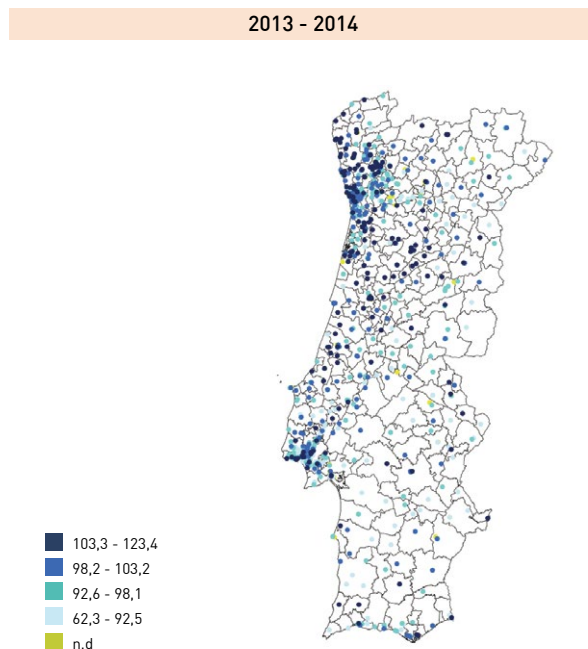 2013 - 2014
103,3 - 123,4
98,2 - 103,2
92,6 - 98,1
62,3 - 92,5
n.d